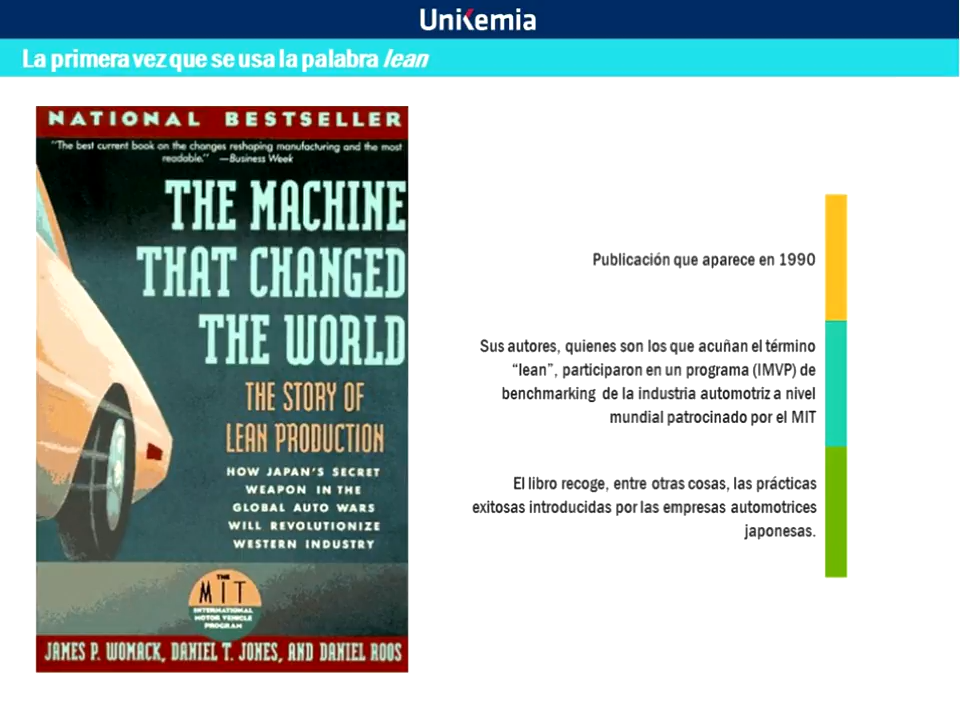 Unikemia
La primera vez que se usa la palabra lean
NATIONAL BESTSELLER
"The best current book on the changes reshaping manufacturing and the most
readable." —Business Week
THE MACHINE
THAT CHANGED
THE WORLD
THE STORY OF
LEAN PRODUCTION
HOW JAPAN'S SECRET
WEAPON IN THE
GLOBAL AUTO WARS
WILL REVOLUTIONIZE
WESTERN INDUSTRY
THE
MIT
INTERNATIONAL
MOTOR VEHICLE
PROGRAM
JAMES P. WOMACK, DANIEL T. JONES, AND DANIEL ROOS
Publicación que aparece en 1990
Sus autores, quienes son los que acuñan el término
“lean”, participaron en un programa (IMVP) de
benchmarking de la industria automotriz a nivel
mundial patrocinado por el MIT
El libro recoge, entre otras cosas, las prácticas
exitosas introducidas por las empresas automotrices
japonesas.